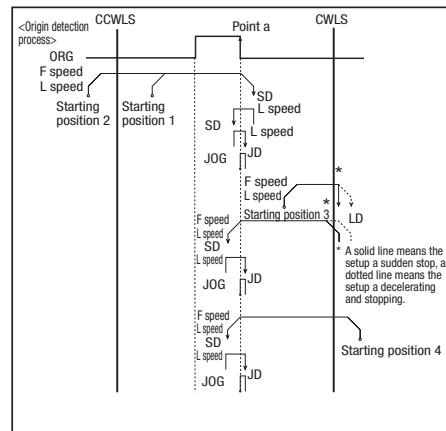 <Origin detection
process>
CCWLS
Point a
CWLS
ORG
F speed
L speed
Starting
position 2
Starting
position 1
SD
L speed
SD
L speed
JOG
JD
*
F speed
L speed
*
Starting position 3
LD
F speed
L speed
SD
L speed
JOG
JD
* A solid line means the
setup a sudden stop, a
dotted line means the
setup a decelerating
and stopping.
F speed
L speed
SD
L speed
Starting position 4
JOG
JD